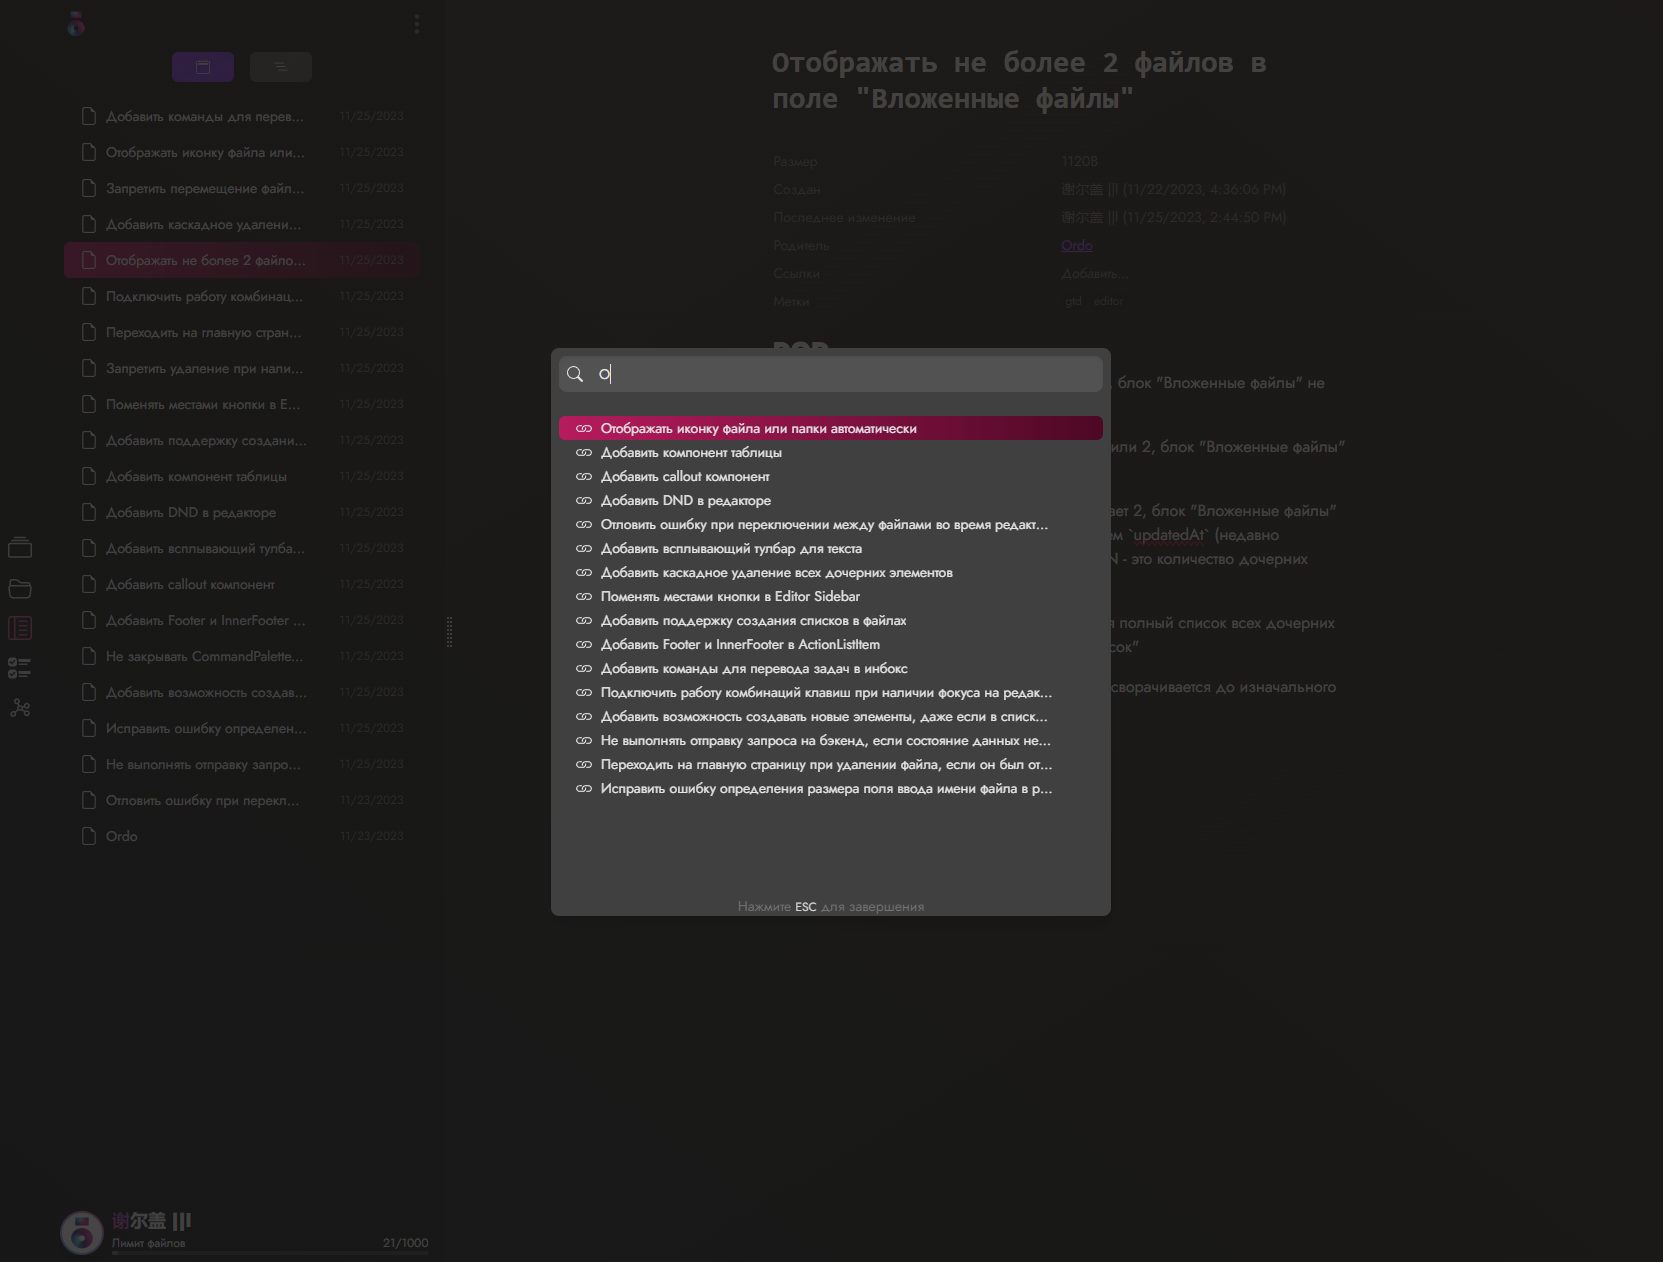 Добавить команды для перев... 11/25/2023
Отображать иконку файла или... 11/25/2023
Запретить перемещение файл... 11/25/2023
Добавить каскадное удалени... 11/25/2023
Отображать не более 2 файло... 11/25/2023
Подключить работу комбинац... 11/25/2023
Переходить на главную стран... 11/25/2023
Запретить удаление при нали... 11/25/2023
Поменять местами кнопки в E... 11/25/2023
Добавить поддержку создани... 11/25/2023
Добавить компонент таблицы 11/25/2023
Добавить DND в редакторе 11/25/2023
Добавить всплывающий тулба... 11/25/2023
Добавить callout компонент 11/25/2023
Добавить Footer и InnerFooter ... 11/25/2023
Не закрывать CommandPalette... 11/25/2023
Добавить возможность создав... 11/25/2023
Исправить ошибку определен... 11/25/2023
Не выполнять отправку запро... 11/25/2023
Отловить ошибку при перекл... 11/23/2023
Ordo 11/23/2023
谢尔盖 |||
Лимит файлов 21/1000
Отображать не более 2 файлов в
поле "Вложенные файлы"
Размер 11208
Создан 谢尔盖 ||| (11/22/2023, 4:36:06 PM)
Последнее изменение 谢尔盖 ||| (11/25/2023, 2:44:50 PM)
Родитель Ordo
Ссылки Добавить...
Метки gtd editor
, блок "Вложенные файлы" не
или 2, блок "Вложенные файлы"
ает 2, блок "Вложенные файлы"
ем `updatedAt` (недавно
N - это количество дочерних
я полный список всех дочерних
сок"
сворачивается до изначального
О
Отображать иконку файла или папки автоматически
Добавить компонент таблицы
Добавить callout компонент
Добавить DND в редакторе
Отловить ошибку при переключении между файлами во время редакт...
Добавить всплывающий тулбар для текста
Добавить каскадное удаление всех дочерних элементов
Поменять местами кнопки в Editor Sidebar
Добавить поддержку создания списков в файлах
Добавить Footer и InnerFooter в ActionListItem
Добавить команды для перевода задач в инбокс
Подключить работу комбинаций клавиш при наличии фокуса на редак...
Добавить возможность создавать новые элементы, даже если в списк...
Не выполнять отправку запроса на бэкенд, если состояние данных не...
Переходить на главную страницу при удалении файла, если он был от...
Исправить ошибку определения размера поля ввода имени файла в р...
Нажмите ESC для завершения